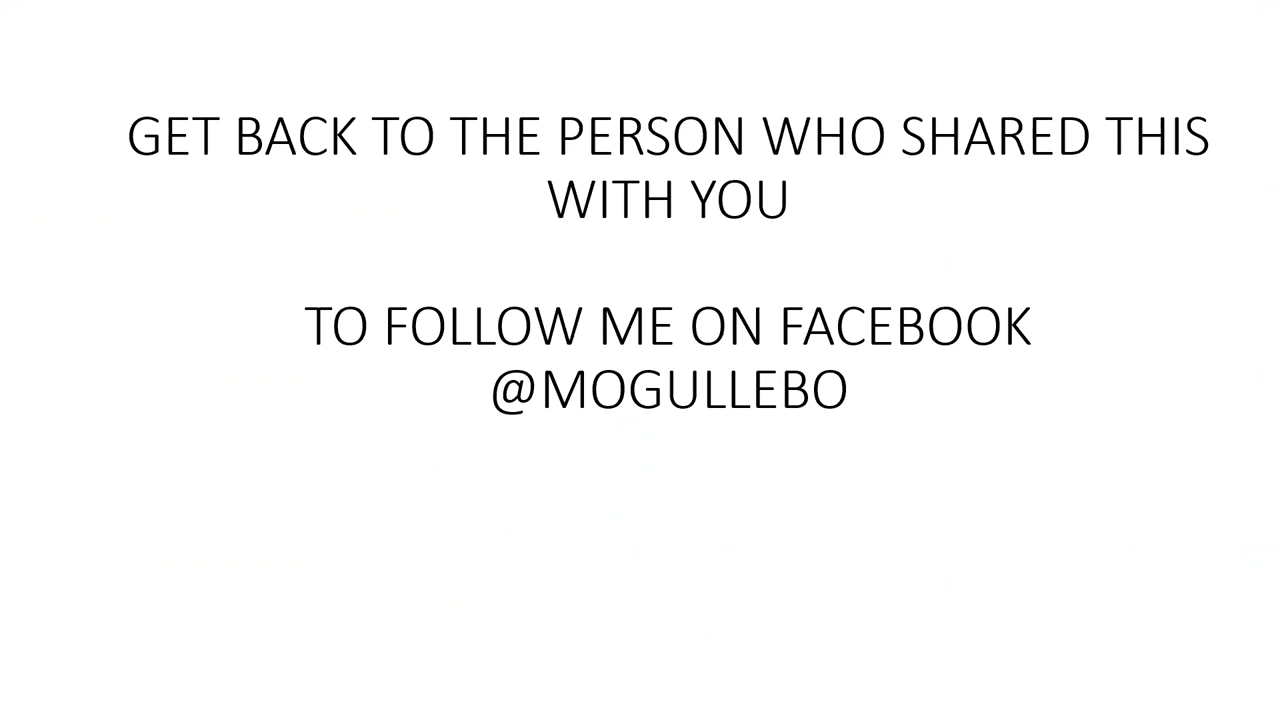 GET BACK TO THE PERSON WHO SHARED THIS
WITH YOU
TO FOLLOW ME ON FACEBOOK
@MOGULLEBO